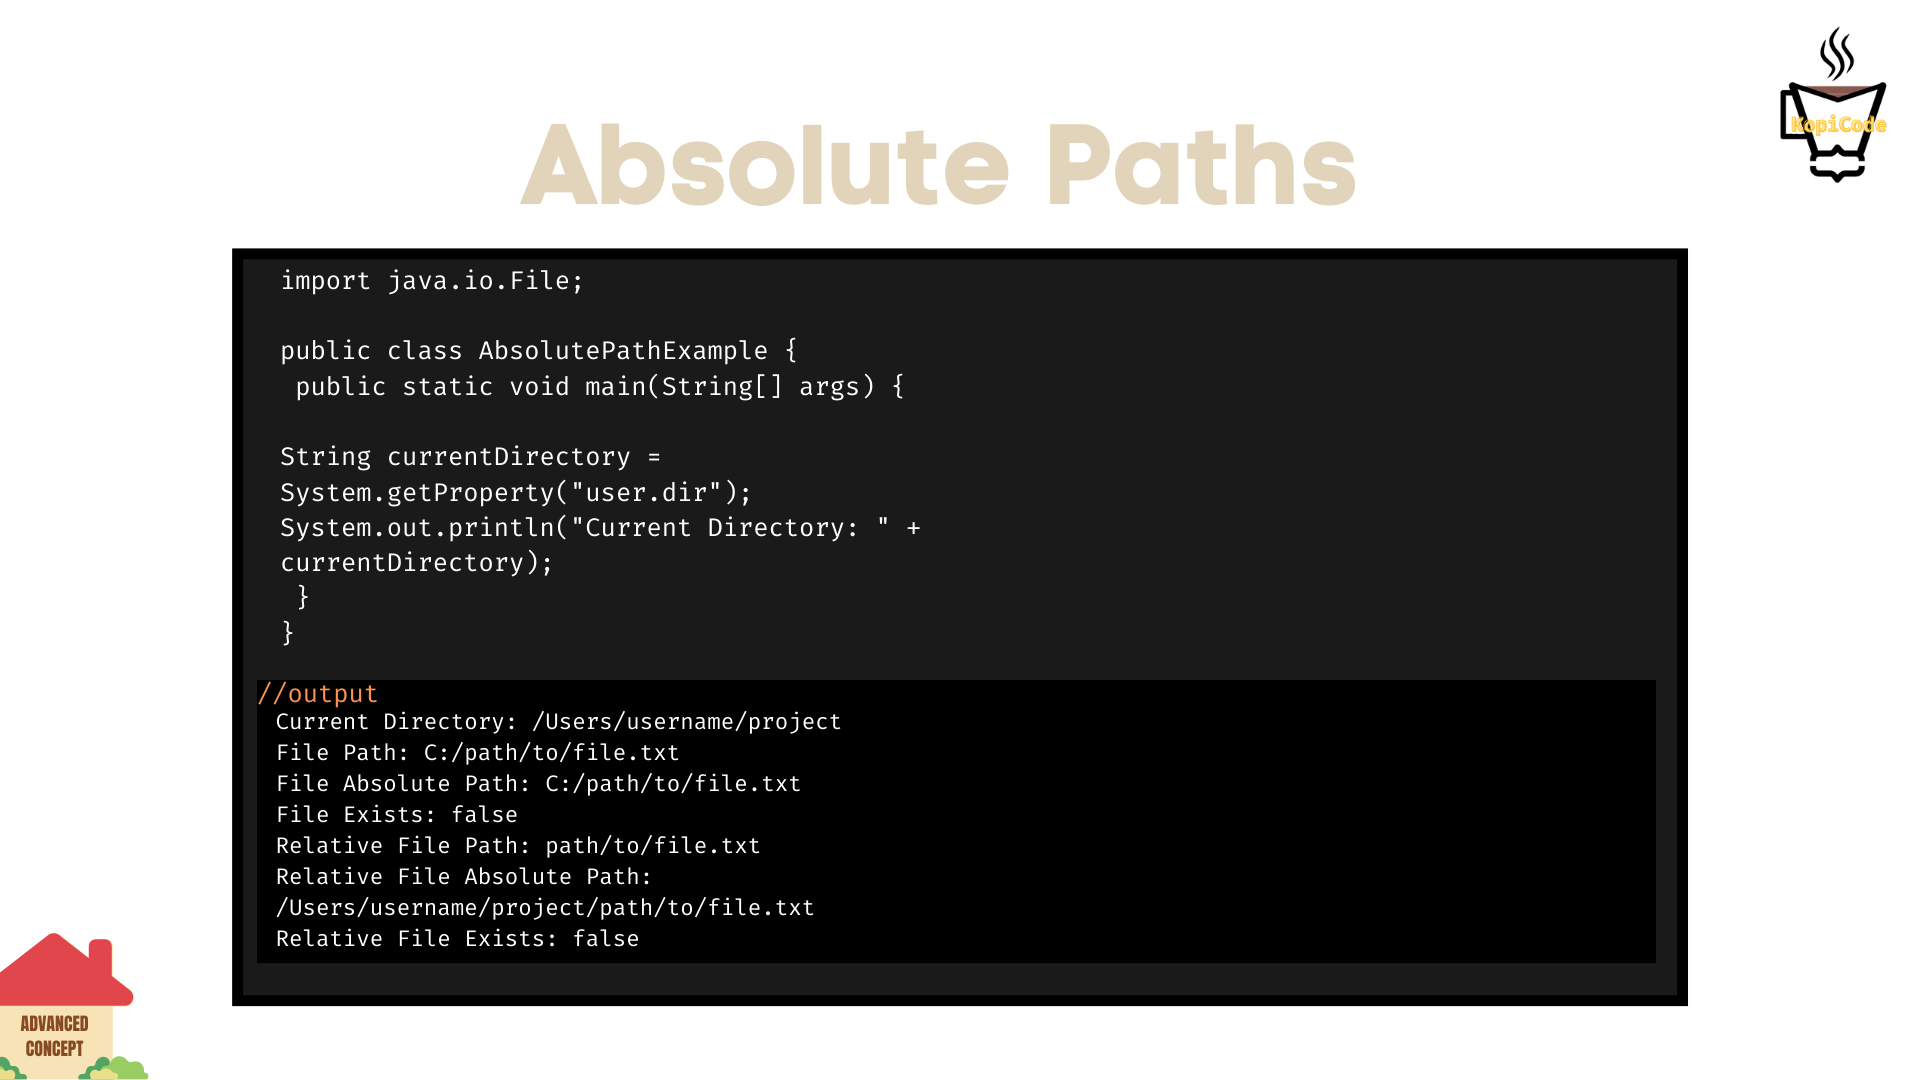 KopiCode
Absolute Paths
import java.io.File;
public class AbsolutePathExample {
public static void main(String[] args) {
String currentDirectory =
System.getProperty("user.dir");
System.out.println("Current Directory: " +
currentDirectory);
}
}
//output
Current Directory: /Users/username/project
File Path: C:/path/to/file.txt
File Absolute Path: C:/path/to/file.txt
File Exists: false
Relative File Path: path/to/file.txt
Relative File Absolute Path:
/Users/username/project/path/to/file.txt
Relative File Exists: false
ADVANCED
CONCEPT